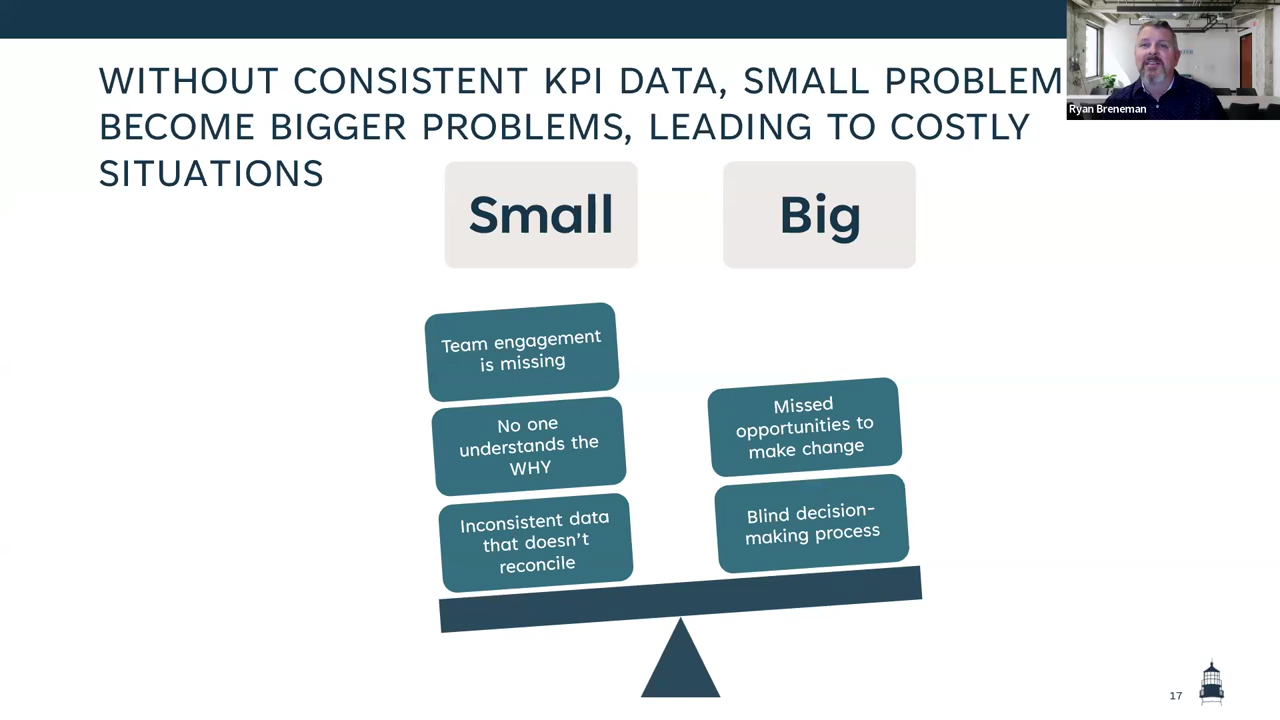 WITHOUT CONSISTENT KPI DATA, SMALL PROBLEM
BECOME BIGGER PROBLEMS, LEADING TO COSTLY
SITUATIONS
Ryan Breneman
Small
Big
Team engagement
is missing
No one
understands the
WHY
Inconsistent data
that doesn't
reconcile
Missed
opportunities to
make change
Blind decision-
making process
17